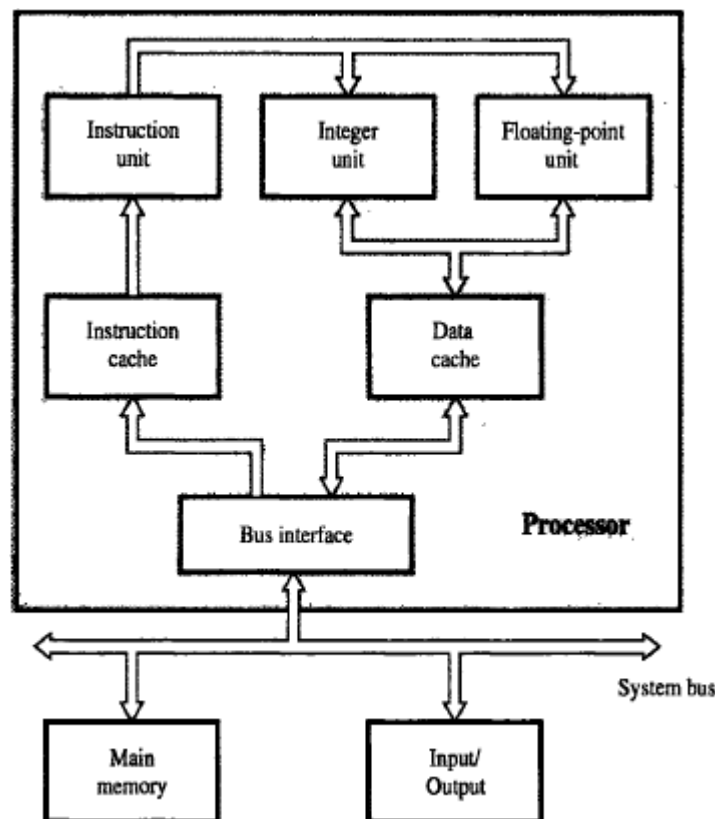 Instruction
unit
Integer
unit
Floating-point
unit
Instruction
cache
Data
cache
Bus interface
Processor
System bus
Main
memory
Input/
Output